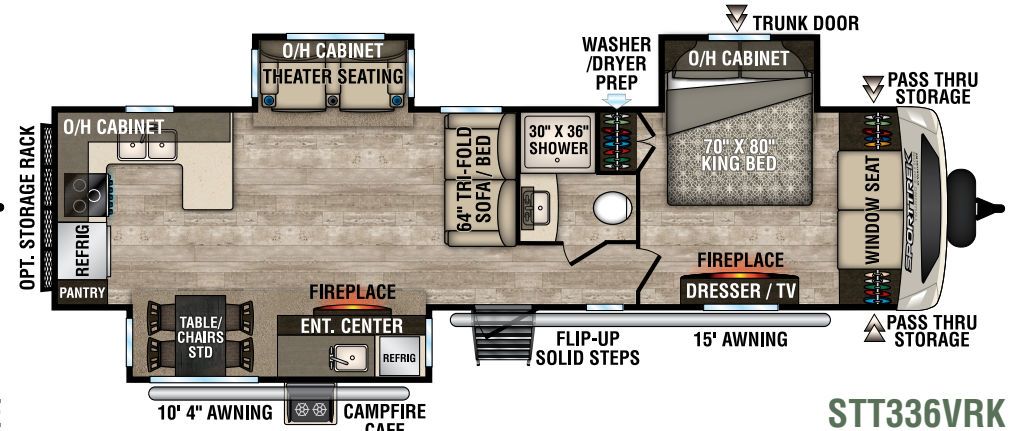 TRUNK DOOR
O/H CABINET
THEATER SEATING
WASHER
/DRYER
PREP
O/H CABINET
PASS THRU
STORAGE
O/H CABINET
30" X 36"
SHOWER
70" X 80"
KING BED
64" TRI-FOLD
SOFA / BED
WINDOW SEAT
SPORTTREK
OPT. STORAGE RACK
REFRIG
PANTRY
FIREPLACE
DRESSER / TV
FIREPLACE
ENT. CENTER
TABLE/
CHAIRS
STD
REFRIG
FLIP-UP
SOLID STEPS
15' AWNING
PASS THRU
STORAGE
10' 4" AWNING
CAMPFIRE
CAFE
STT336VRK